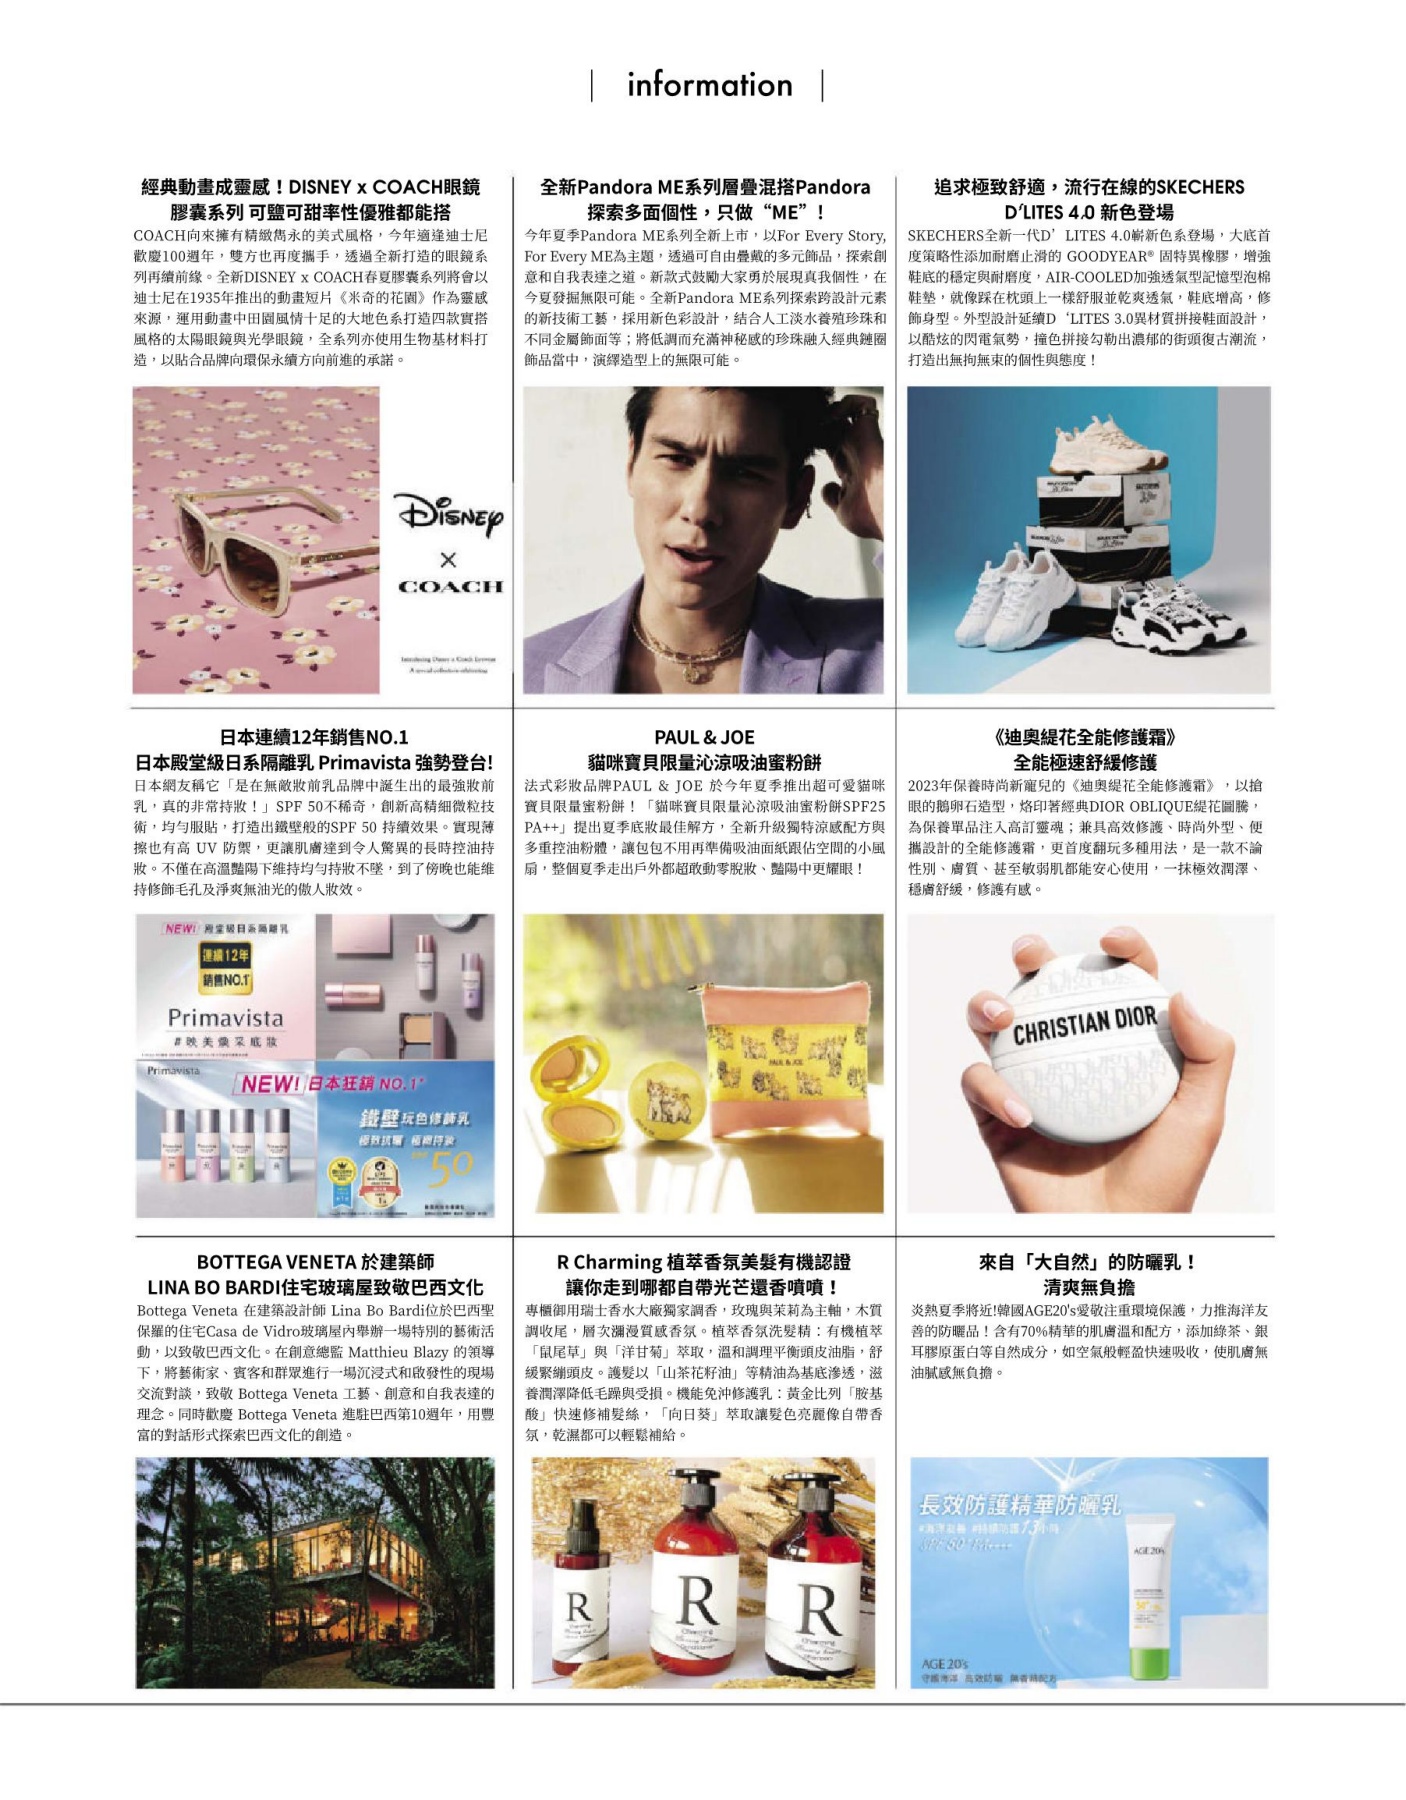 information
經典動畫成靈感！DISNEY x COACH眼鏡
膠囊系列 可鹽可甜率性優雅都能搭
COACH向來擁有精緻雋永的美式風格，今年適逢迪士尼
歡慶100週年，雙方也再度攜手，透過全新打造的眼鏡系
列再續前緣。全新DISNEY x COACH春夏膠囊系列將會以
迪士尼在1935年推出的動畫短片《米奇的花園》作為靈感
來源，運用動畫中田園風情十足的大地色系打造四款實搭
風格的太陽眼鏡與光學眼鏡，全系列亦使用生物基材料打
造，以貼合品牌向環保永續方向前進的承諾。
Disney
×
COACH
Introducing Disney x Coach Eyewear
A special collection celebrating
全新Pandora ME系列層疊混搭Pandora
探索多面個性，只做“ME”！
今年夏季Pandora ME系列全新上市，以For Every Story,
For Every ME為主題，透過可自由疊戴的多元飾品，探索創
意和自我表達之道。新款式鼓勵大家勇於展現真我個性，在
今夏發掘無限可能。全新Pandora ME系列探索跨設計元素
的新技術工藝，採用新色彩設計，結合人工淡水養殖珍珠和
不同金屬飾面等；將低調而充滿神秘感的珍珠融入經典鏈圈
飾品當中，演繹造型上的無限可能。
追求極致舒適，流行在線的SKECHERS
D’LITES 4.0 新色登場
SKECHERS全新一代D’LITES 4.0嶄新色系登場，大底首
度策略性添加耐磨止滑的 GOODYEAR® 固特異橡膠，增強
鞋底的穩定與耐磨度，AIR-COOLED加強透氣型記憶型泡棉
鞋墊，就像踩在枕頭上一樣舒服並乾爽透氣，鞋底增高，修
飾身型。外型設計延續D‘LITES 3.0異材質拼接鞋面設計，
以酷炫的閃電氣勢，撞色拼接勾勒出濃郁的街頭復古潮流，
打造出無拘無束的個性與態度！
SKECHERS
日本連續12年銷售NO.1
日本殿堂級日系隔離乳 Primavista 強勢登台!
日本網友稱它「是在無敵妝前乳品牌中誕生出的最強妝前
乳，真的非常持妝！」SPF 50不稀奇，創新高精細微粒技
術，均勻服貼，打造出鐵壁般的SPF 50 持續效果。實現薄
擦也有高 UV 防禦，更讓肌膚達到令人驚異的長時控油持
妝。不僅在高溫豔陽下維持均勻持妝不墜，到了傍晚也能維
持修飾毛孔及淨爽無油光的傲人妝效。
NEW! 殿堂級日系隔離乳
連續12年
銷售NO.1
Primavista
#映美煥采底妝
Primavista
NEW! 日本狂銷 NO.1
鐵壁玩色修飾乳
極致抗曬 極緻持妝
SPF 50
PAUL & JOE
貓咪寶貝限量沁涼吸油蜜粉餅
法式彩妝品牌PAUL & JOE 於今年夏季推出超可愛貓咪
寶貝限量蜜粉餅！「貓咪寶貝限量沁涼吸油蜜粉餅SPF25
PA++」提出夏季底妝最佳解方，全新升級獨特涼感配方與
多重控油粉體，讓包包不用再準備吸油面紙跟佔空間的小風
扇，整個夏季走出戶外都超敢動零脫妝、豔陽中更耀眼！
PAUL & JOE
《迪奧緹花全能修護霜》
全能極速舒緩修護
2023年保養時尚新寵兒的《迪奧緹花全能修護霜》，以搶
眼的鵝卵石造型，烙印著經典DIOR OBLIQUE緹花圖騰，
為保養單品注入高訂靈魂；兼具高效修護、時尚外型、便
攜設計的全能修護霜，更首度翻玩多種用法，是一款不論
性別、膚質、甚至敏弱肌都能安心使用，一抹極效潤澤、
穩膚舒緩，修護有感。
CHRISTIAN DIOR
BOTTEGA VENETA 於建築師
LINA BO BARDI住宅玻璃屋致敬巴西文化
Bottega Veneta 在建築設計師 Lina Bo Bardi位於巴西聖
保羅的住宅Casa de Vidro玻璃屋內舉辦一場特別的藝術活
動，以致敬巴西文化。在創意總監 Matthieu Blazy 的領導
下，將藝術家、賓客和群眾進行一場沉浸式和啟發性的現場
交流對談，致敬 Bottega Veneta 工藝、創意和自我表達的
理念。同時歡慶 Bottega Veneta 進駐巴西第10週年，用豐
富的對話形式探索巴西文化的創造。
R Charming 植萃香氛美髮有機認證
讓你走到哪都自帶光芒還香噴噴！
專櫃御用瑞士香水大廠獨家調香，玫瑰與茉莉為主軸，木質
調收尾，層次瀰漫質感香氛。植萃香氛洗髮精：有機植萃
「鼠尾草」與「洋甘菊」萃取，溫和調理平衡頭皮油脂，舒
緩緊繃頭皮。護髮以「山茶花籽油」等精油為基底滲透，滋
養潤澤降低毛躁與受損。機能免沖修護乳：黃金比列「胺基
酸」快速修補髮絲，「向日葵」萃取讓髮色亮麗像自帶香
氛，乾濕都可以輕鬆補給。
R
Charming
R
Charming
R
Charming
來自「大自然」的防曬乳！
清爽無負擔
炎熱夏季將近!韓國AGE20's愛敬注重環境保護，力推海洋友
善的防曬品！含有70%精華的肌膚溫和配方，添加綠茶、銀
耳膠原蛋白等自然成分，如空氣般輕盈快速吸收，使肌膚無
油膩感無負擔。
長效防護精華防曬乳
#海洋友善 #持續防護13小時
SPF 50+ PA++++
AGE 20's
50+
AGE 20's
守護海洋 高效防曬 無香精配方